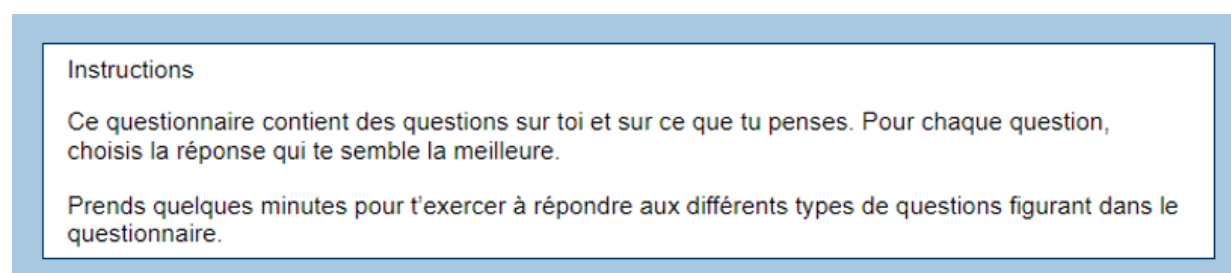 Instructions
Ce questionnaire contient des questions sur toi et sur ce que tu penses. Pour chaque question,
choisis la réponse qui te semble la meilleure.
Prends quelques minutes pour t'exercer à répondre aux différents types de questions figurant dans le
questionnaire.